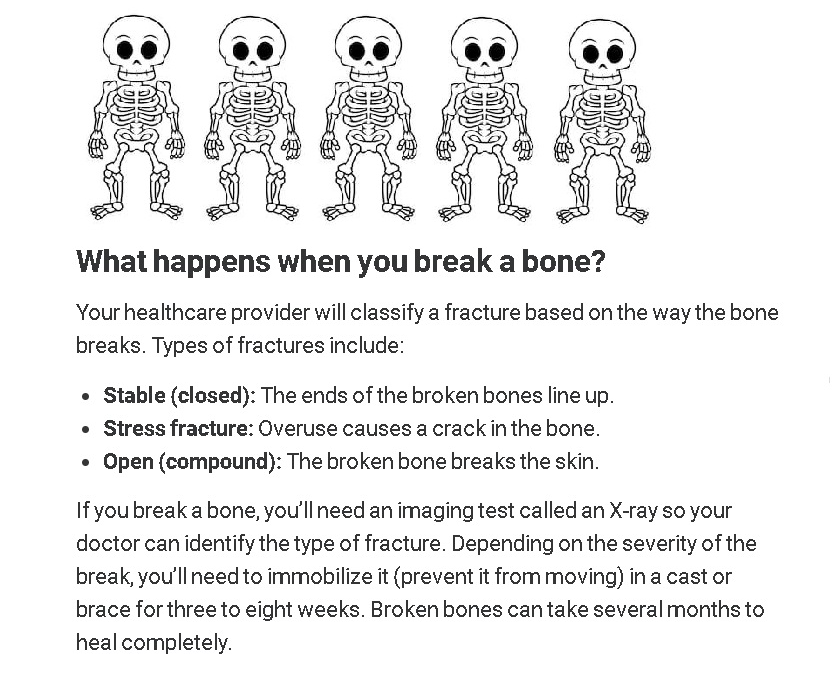 What happens when you break a bone?
Your healthcare provider will classify a fracture based on the way the bone
breaks. Types of fractures include:
• Stable (closed): The ends of the broken bones line up.
• Stress fracture: Overuse causes a crack in the bone.
• Open (compound): The broken bone breaks the skin.
If you break a bone, you’ll need an imaging test called an X-ray so your
doctor can identify the type of fracture. Depending on the severity of the
break, you’ll need to immobilize it (prevent it from moving) in a cast or
brace for three to eight weeks. Broken bones can take several months to
heal completely.